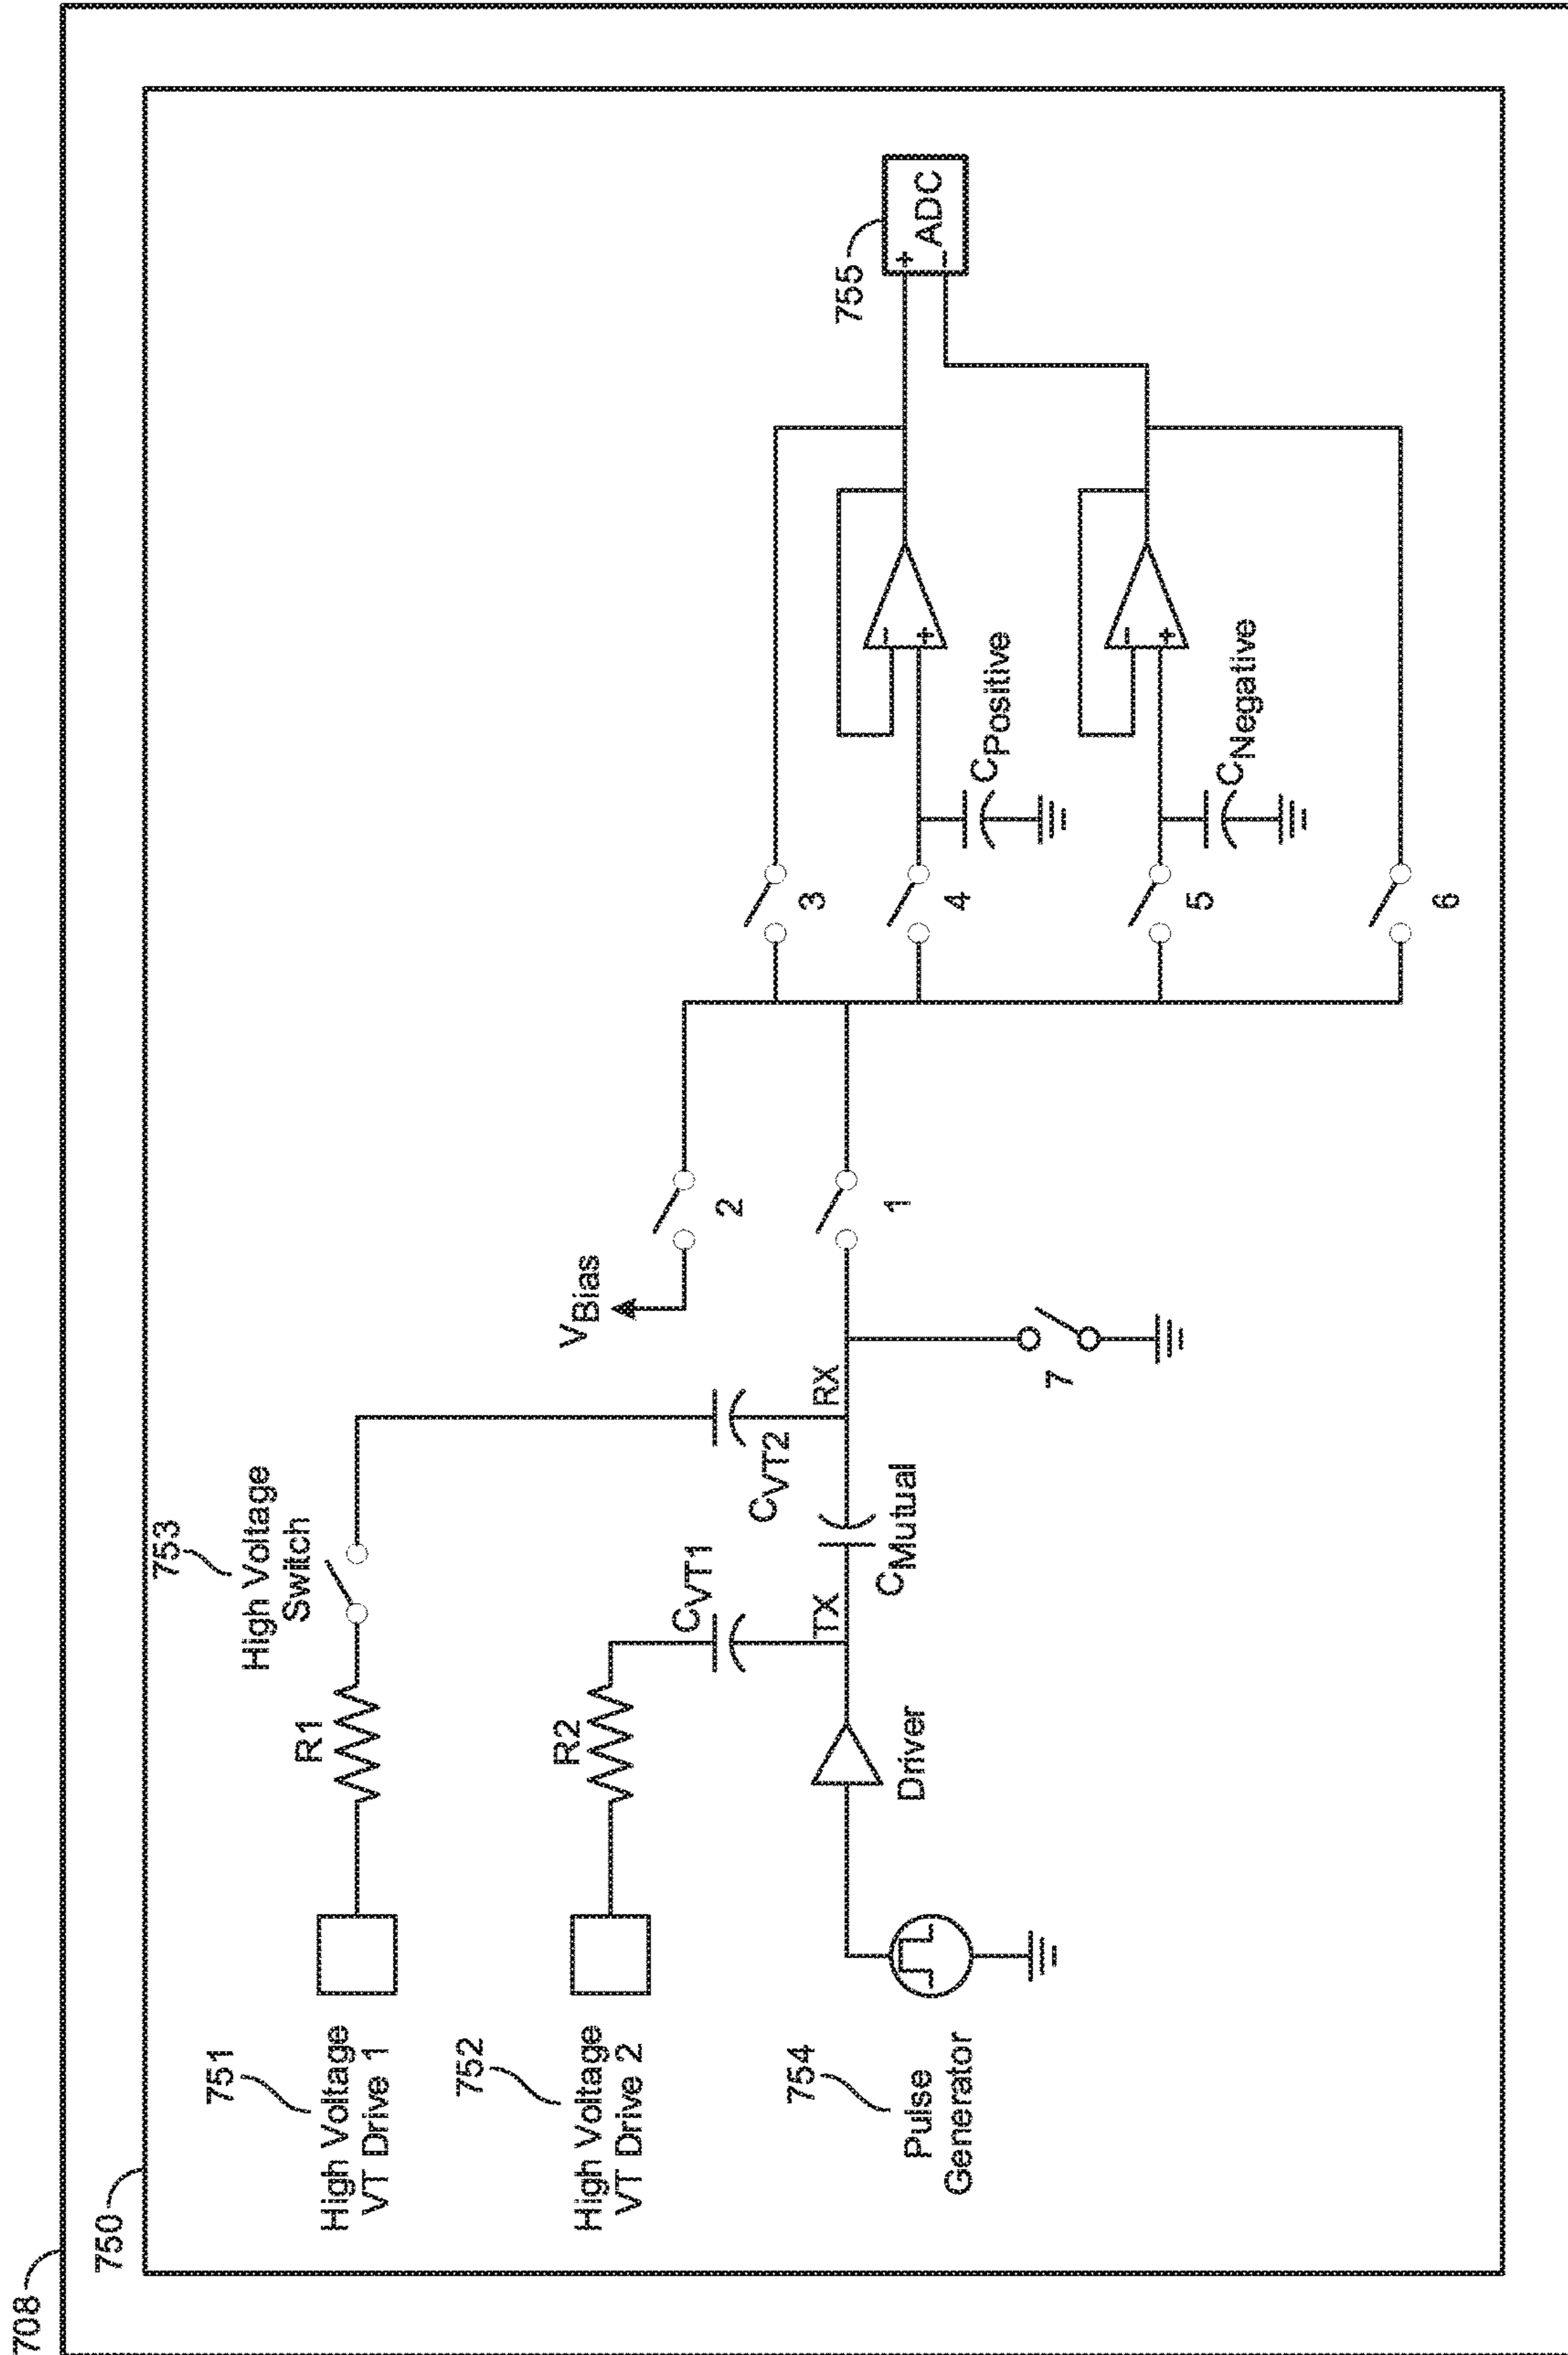 708
750
751
High Voltage
VT Drive 1
R1
753
High Voltage
Switch
752
High Voltage
VT Drive 2
R2
CVT1
CVT2
VBias
2
754
Pulse
Generator
Driver
TX
CMutual
RX
7
1
3
4
5
6
CPositive
CNegative
- +
- +
755
+ ADC
-